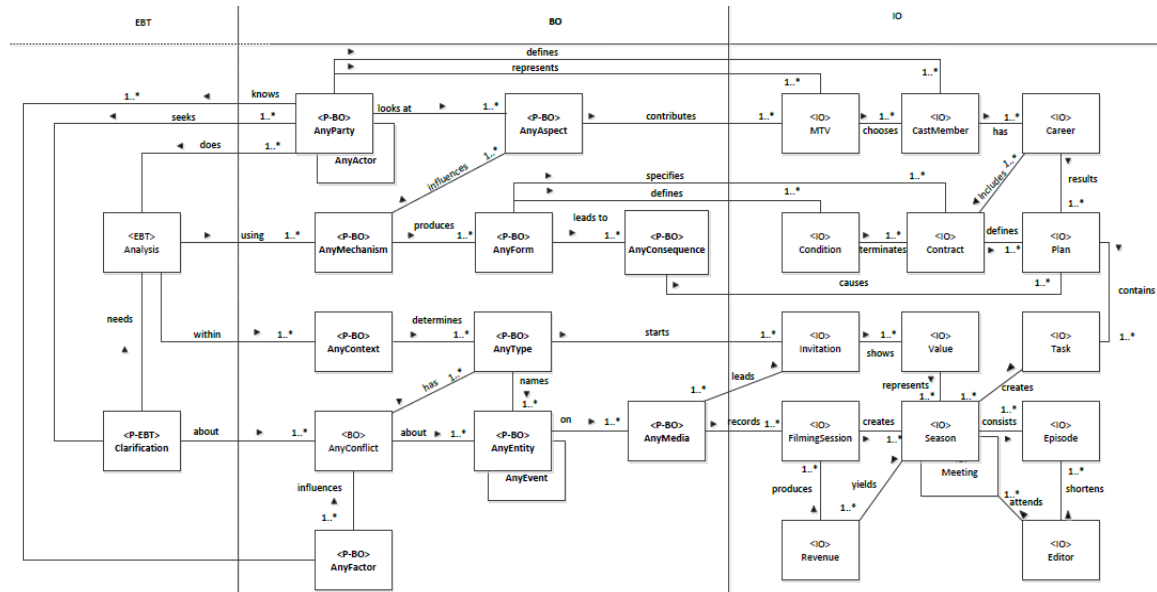 EBT
BO
IO
defines
represents
1..*
knows
1..*
1..*
seeks
1..*
looks at
1..*
contributes
1..*
1..*
1..*
does
1..*
<P-BO>
AnyParty
AnyActor
<P-BO>
AnyAspect
<IO>
MTV
chooses
<IO>
CastMember
has
1..*
<IO>
Career
influences
1..*
specifies
1..*
defines
1..*
Includes
1..*
results
1..*
<EBT>
Analysis
using
1..*
<P-BO>
AnyMechanism
produces
1..*
<P-BO>
AnyForm
leads to
1..*
<P-BO>
AnyConsequence
<IO>
Condition
1..*
terminates
<IO>
Contract
defines
1..*
<IO>
Plan
causes
1..*
contains
1..*
needs
within
1..*
<P-BO>
AnyContext
determines
1..*
<P-BO>
AnyType
starts
1..*
<IO>
Invitation
1..*
shows
<IO>
Value
<IO>
Task
has
1..*
names
1..*
leads
1..*
represents
1..*
1..*
creates
<P-EBT>
Clarification
about
1..*
<BO>
AnyConflict
about
1..*
<P-BO>
AnyEntity
AnyEvent
on
1..*
<P-BO>
AnyMedia
records
1..*
<IO>
FilmingSession
creates
1..*
<IO>
Season
Meeting
consists
1..*
<IO>
Episode
influences
1..*
produces
1..*
yields
1..*
1..*
attends
1..*
shortens
<P-BO>
AnyFactor
<IO>
Revenue
<IO>
Editor